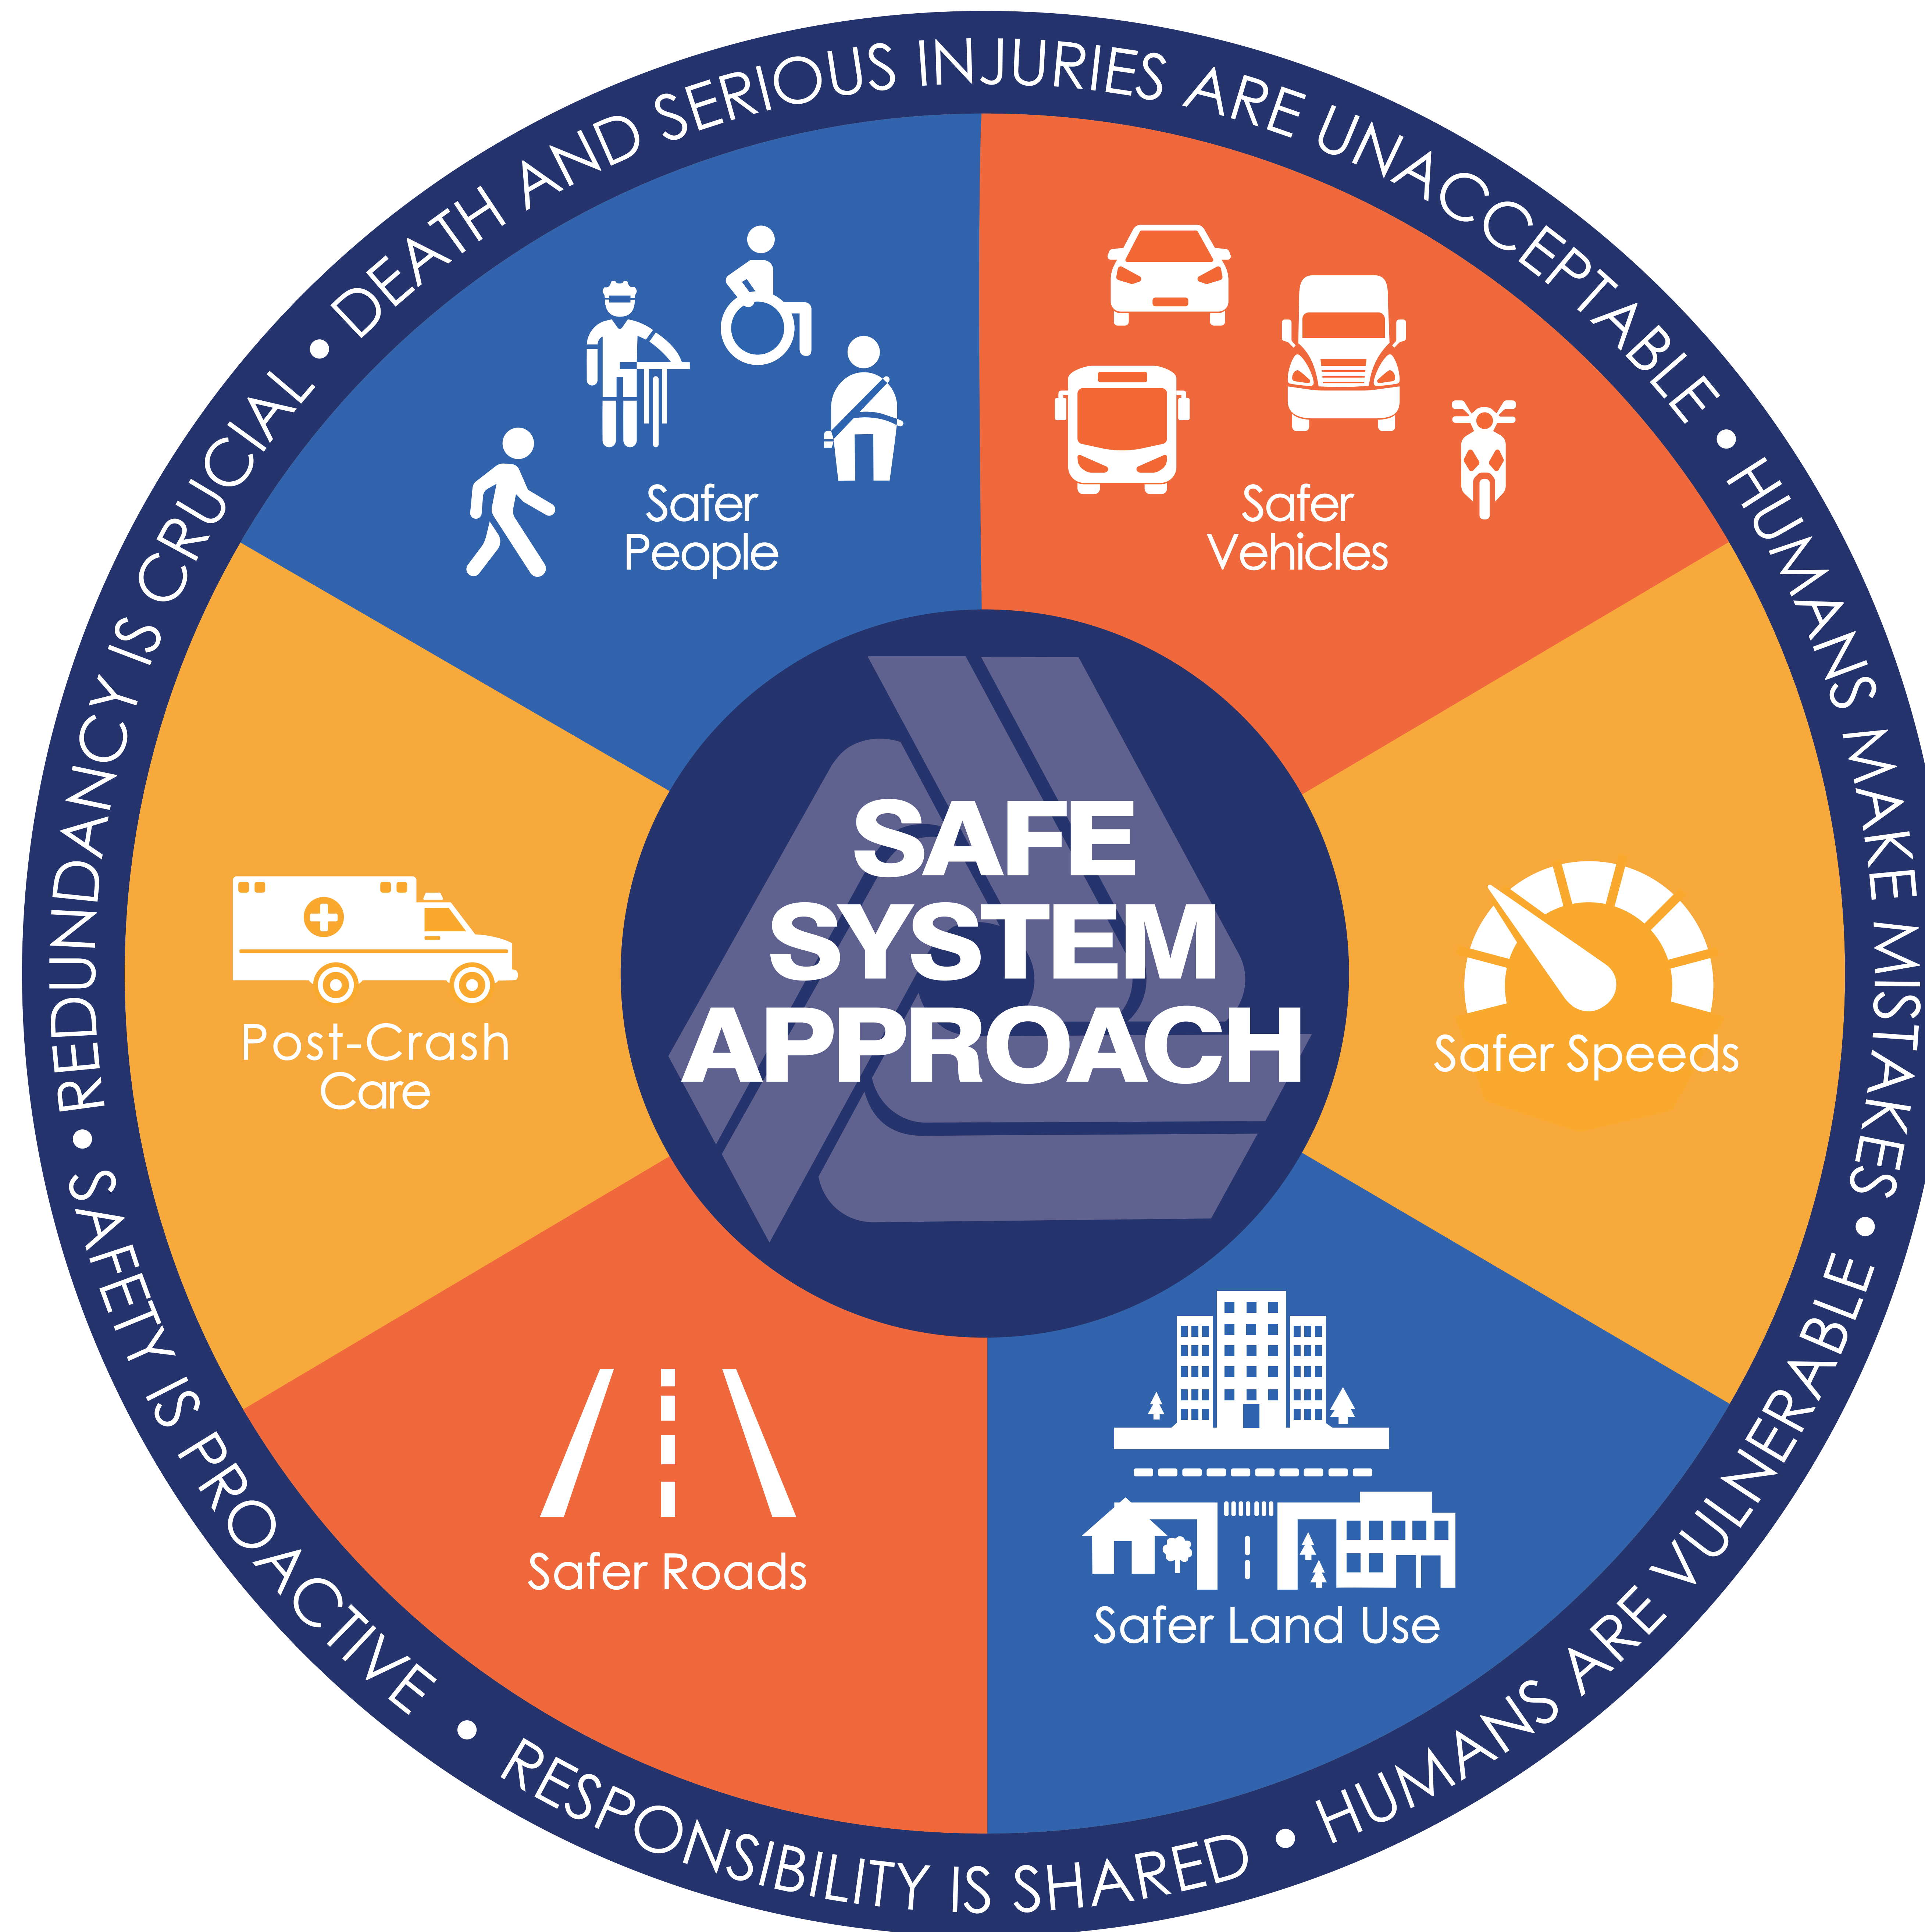 DEATH AND SERIOUS INJURIES ARE UNACCEPTABLE •
HUMANS MAKE MISTAKES •
HUMANS ARE VULNERABLE •
RESPONSIBILITY IS SHARED •
SAFETY IS PROACTIVE •
REDUNDANCY IS CRUCIAL •
Safer
People
Safer
Vehicles
SAFE
SYSTEM
APPROACH
Post-Crash
Care
Safer Speeds
Safer Roads
Safer Land Use